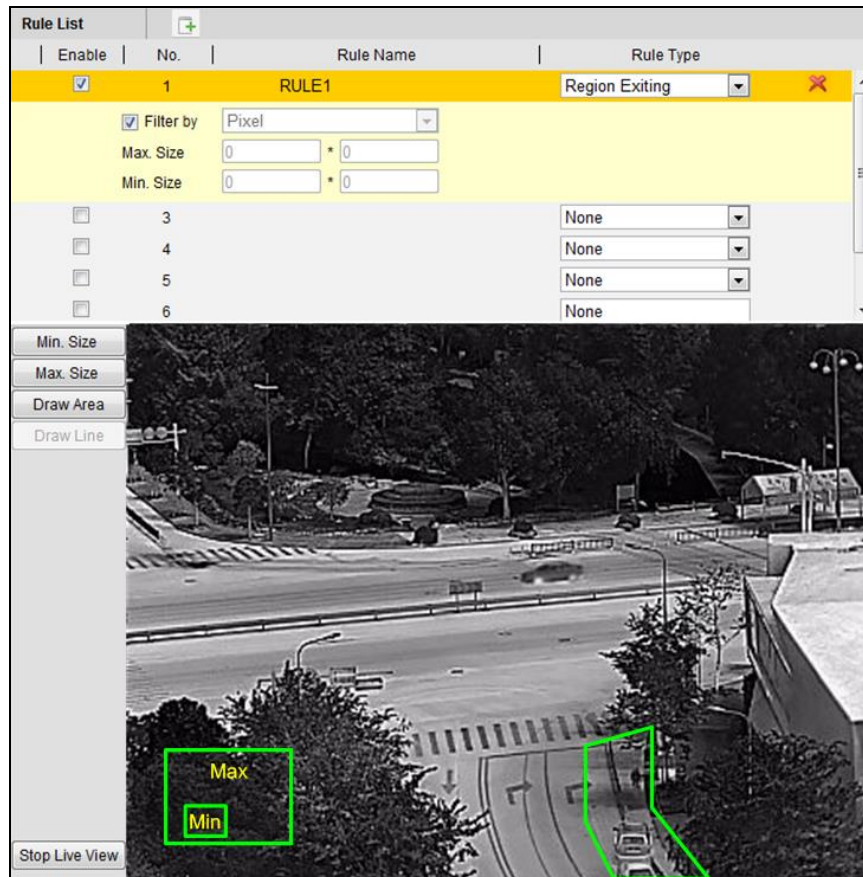 Rule List
Enable No. Rule Name Rule Type
1 RULE1 Region Exiting
Filter by Pixel
Max. Size 0 * 0
Min. Size 0 * 0
3 None
4 None
5 None
6 None
Min. Size
Max. Size
Draw Area
Draw Line
Max
Min
Stop Live View